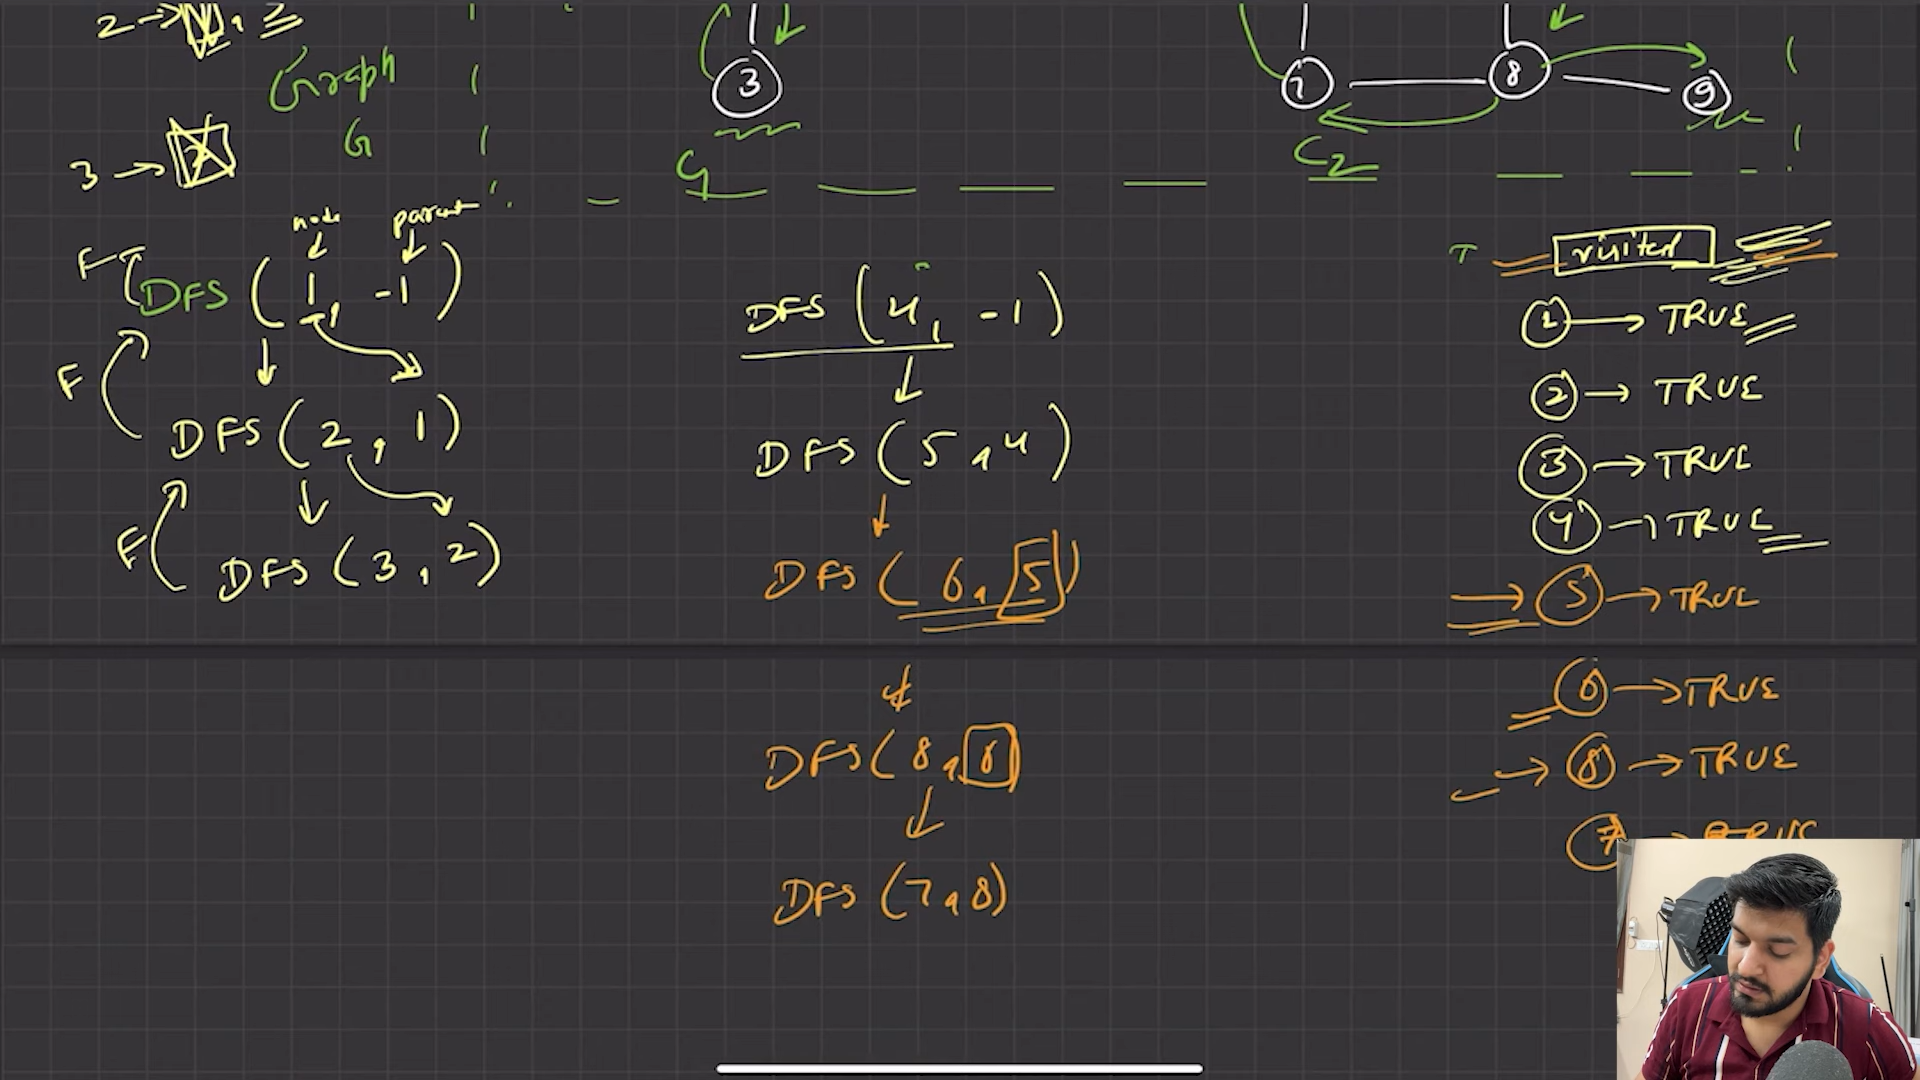 2 →
Graph
G
3 →
3
7
8
9
C2
node parent
F
DFS ( 1, -1 )
F
DFS ( 2, 1 )
F
DFS ( 3, 2 )
DFS ( 4, -1 )
DFS ( 5, 4 )
DFS ( 6, 5 )
DFS ( 8, 6 )
DFS ( 7, 8 )
T
visited
1 → TRUE
2 → TRUE
3 → TRUE
4 → TRUE
5 → TRUE
6 → TRUE
8 → TRUE
7 → TRUE